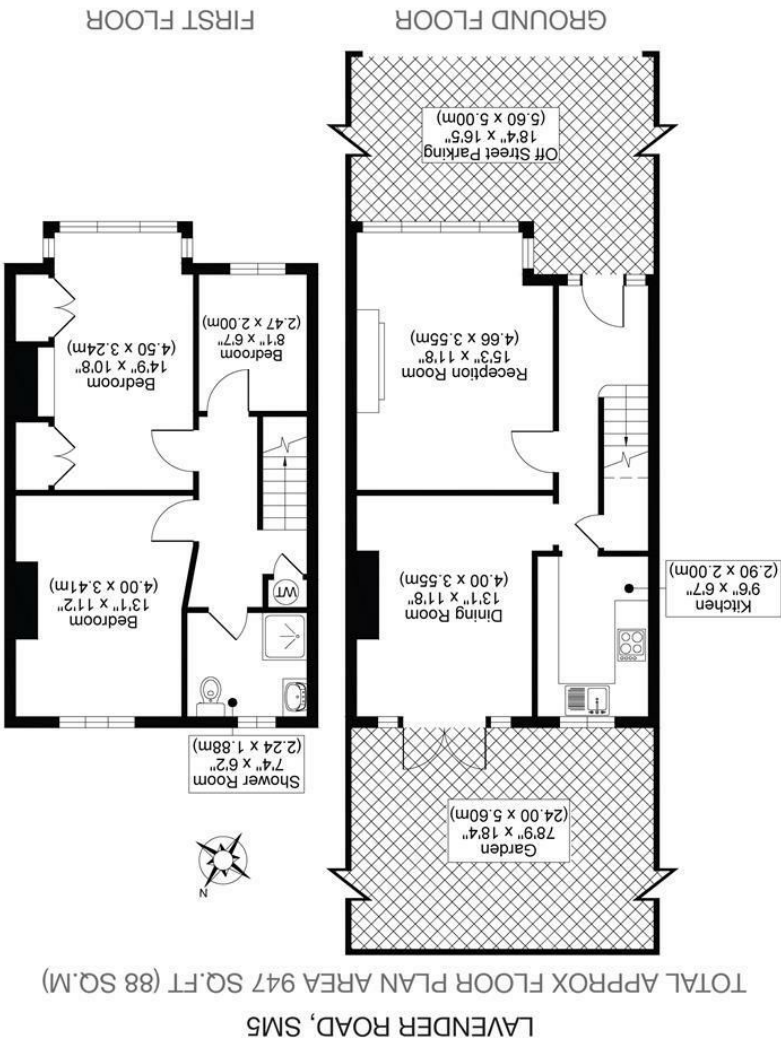 LAVENDER ROAD, SM5
TOTAL APPROX FLOOR PLAN AREA 947 SQ.FT (88 SQ.M)
Garden
78'9" x 18'4"
(24.00 x 5.60m)
Kitchen
9'6" x 6'7"
(2.90 x 2.00m)
Dining Room
13'1" x 11'8"
(4.00 x 3.55m)
Reception Room
15'3" x 11'8"
(4.66 x 3.55m)
Off Street Parking
18'4" x 16'5"
(5.60 x 5.00m)
GROUND FLOOR
N
Shower Room
7'4" x 6'2"
(2.24 x 1.88m)
WT
Bedroom
13'1" x 11'2"
(4.00 x 3.41m)
Bedroom
14'9" x 10'8"
(4.50 x 3.24m)
Bedroom
8'1" x 6'7"
(2.47 x 2.00m)
FIRST FLOOR